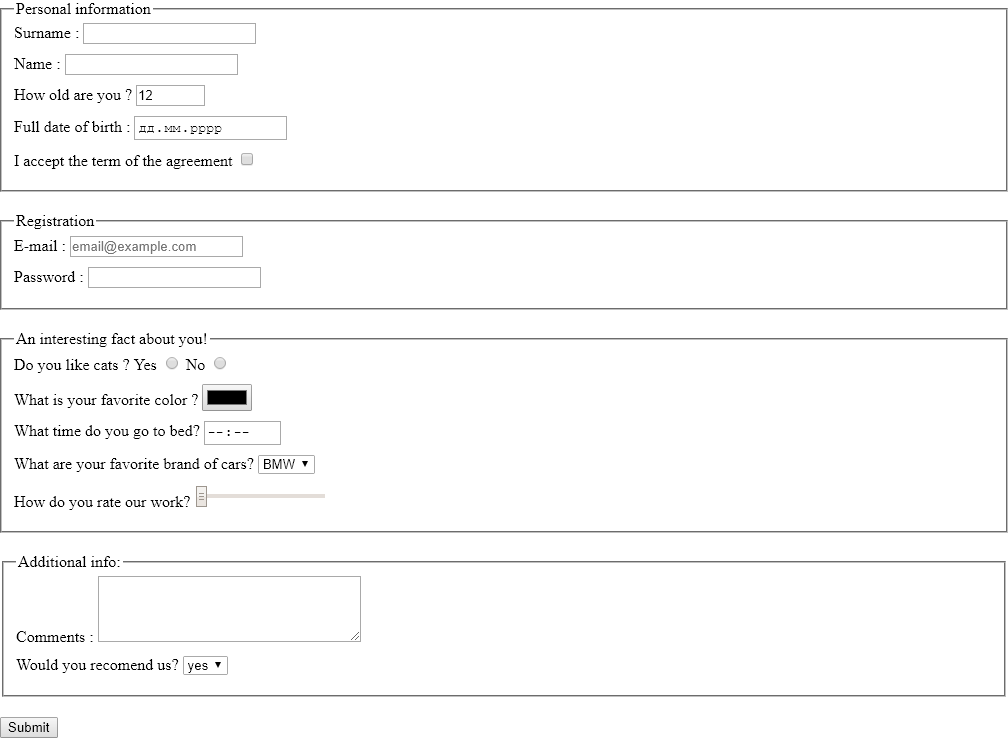 Personal information
Surname :
Name :
How old are you ? 12
Full date of birth : дд.мм.рррр
I accept the term of the agreement
Registration
E-mail : email@example.com
Password :
An interesting fact about you!
Do you like cats ? Yes No
What is your favorite color ?
What time do you go to bed? --:--
What are your favorite brand of cars? BMW
How do you rate our work?
Additional info:
Comments :
Would you recomend us? yes
Submit